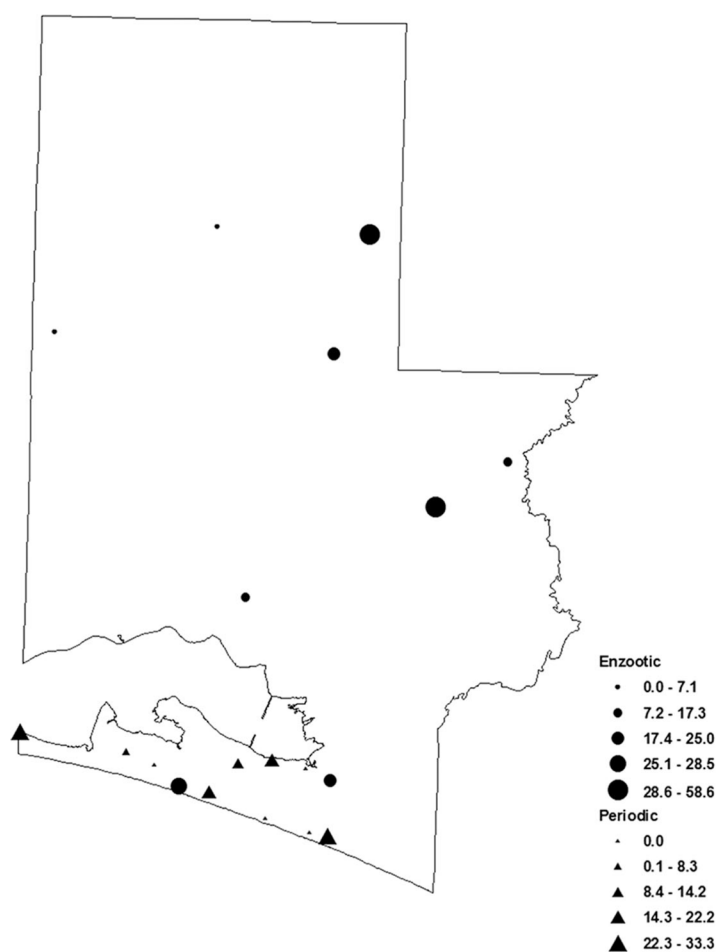 Enzootic
0.0 - 7.1
7.2 - 17.3
17.4 - 25.0
25.1 - 28.5
28.6 - 58.6
Periodic
0.0
0.1 - 8.3
8.4 - 14.2
14.3 - 22.2
22.3 - 33.3